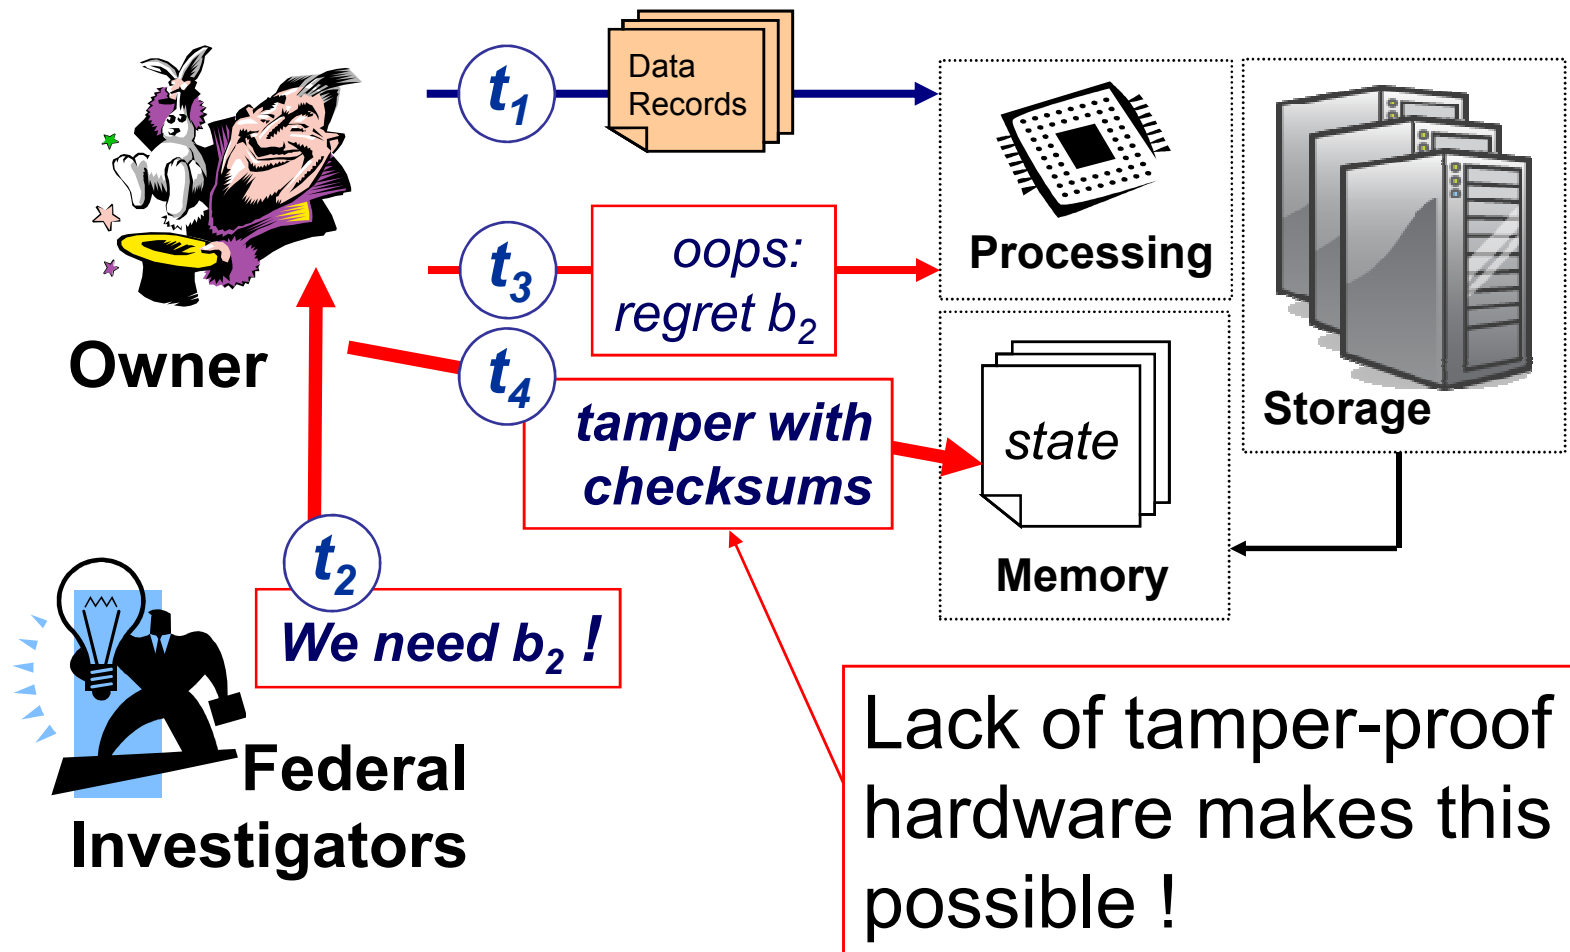 t1
Data
Records
t3
oops:
regret b2
Processing
Owner
t4
tamper with
checksums
state
Storage
Memory
t2
We need b2 !
Federal
Investigators
Lack of tamper-proof
hardware makes this
possible !